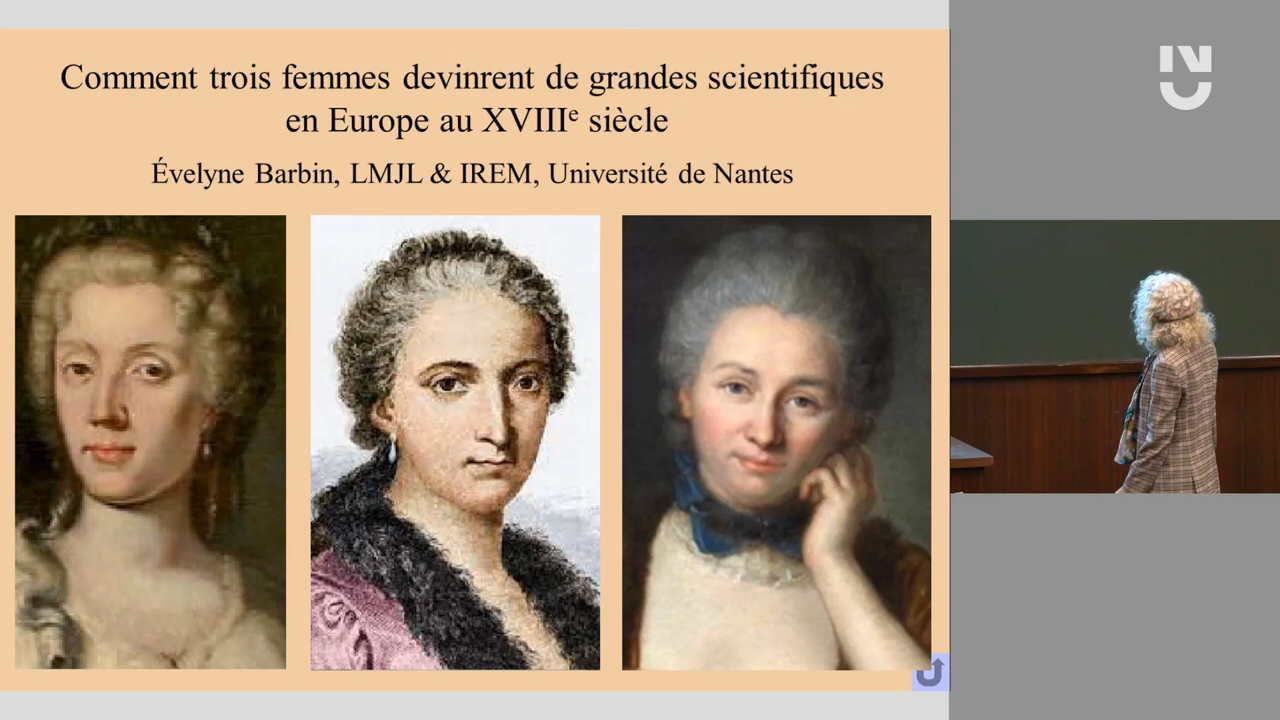 Comment trois femmes devinrent de grandes scientifiques
en Europe au XVIIIᵉ siècle
Évelyne Barbin, LMJL & IREM, Université de Nantes